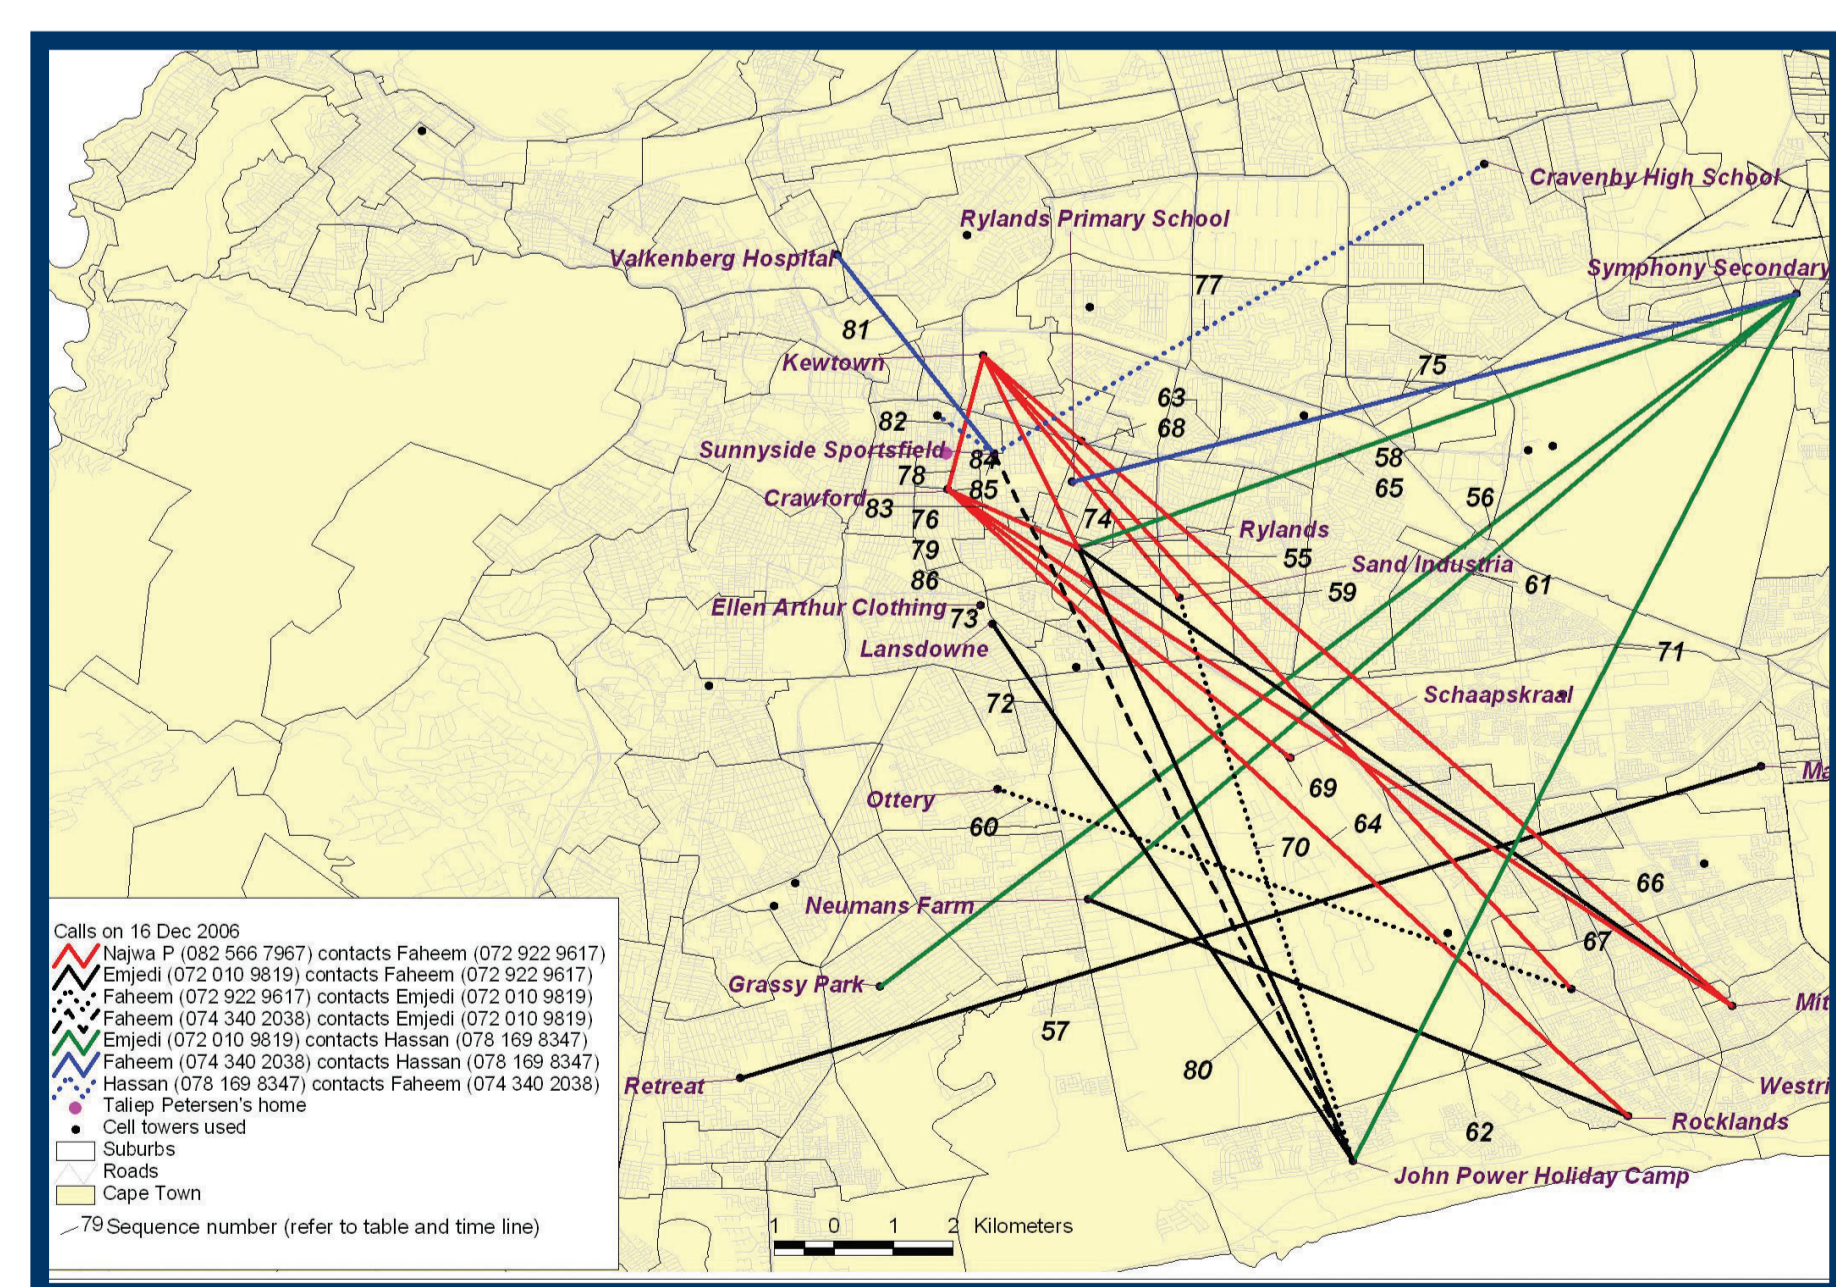 Cravenby High School
Rylands Primary School
Valkenberg Hospital
Symphony Secondary
77
81
Kewtown
75
63
82
68
Sunnyside Sportsfield
84
58
78
85
65
56
Crawford
83
76
74
Rylands
79
55
Sand Industria
86
59
61
Ellen Arthur Clothing
73
Lansdowne
71
72
Schaapskraal
Ma
69
Ottery
60
64
70
66
Neumans Farm
67
Grassy Park
Mit
57
80
Retreat
Westri
Rocklands
62
John Power Holiday Camp
Calls on 16 Dec 2006
Najwa P (082 566 7967) contacts Faheem (072 922 9617)
Emjedi (072 010 9819) contacts Faheem (072 922 9617)
Faheem (072 922 9617) contacts Emjedi (072 010 9819)
Faheem (074 340 2038) contacts Emjedi (072 010 9819)
Emjedi (072 010 9819) contacts Hassan (078 169 8347)
Faheem (074 340 2038) contacts Hassan (078 169 8347)
Hassan (078 169 8347) contacts Faheem (074 340 2038)
Taliep Petersen's home
Cell towers used
Suburbs
Roads
Cape Town
79 Sequence number (refer to table and time line)
1 0 1 2 Kilometers